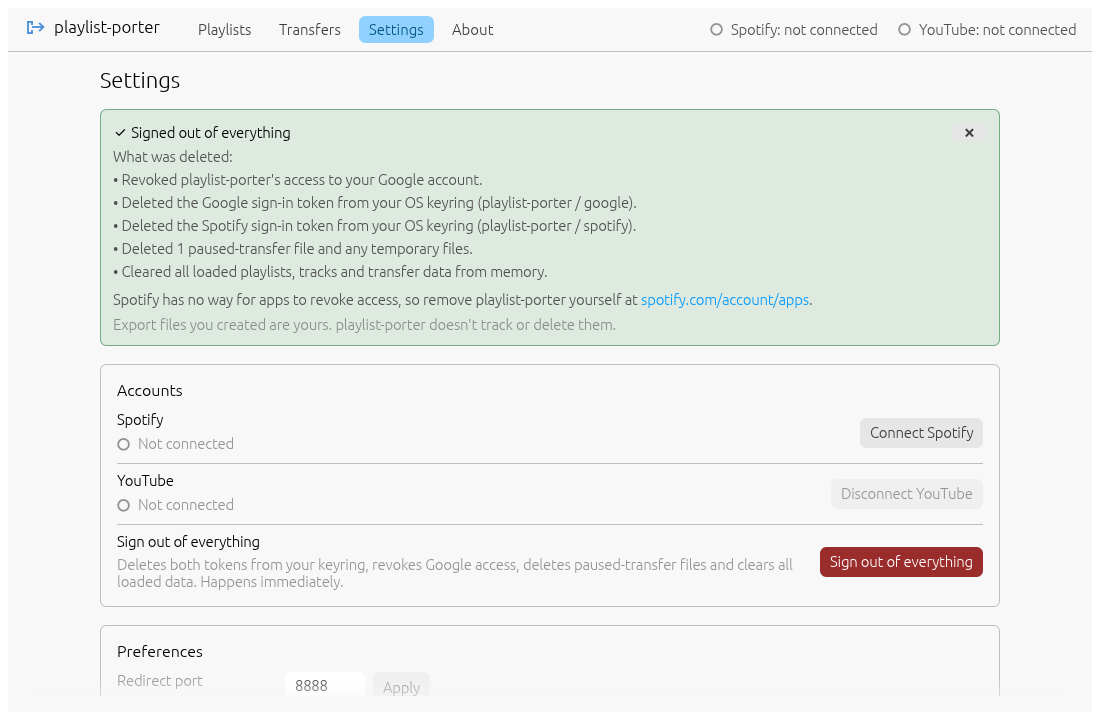 playlist-porter Playlists Transfers Settings About Spotify: not connected YouTube: not connected
Settings
✓ Signed out of everything ×
What was deleted:
• Revoked playlist-porter's access to your Google account.
• Deleted the Google sign-in token from your OS keyring (playlist-porter / google).
• Deleted the Spotify sign-in token from your OS keyring (playlist-porter / spotify).
• Deleted 1 paused-transfer file and any temporary files.
• Cleared all loaded playlists, tracks and transfer data from memory.
Spotify has no way for apps to revoke access, so remove playlist-porter yourself at spotify.com/account/apps.
Export files you created are yours. playlist-porter doesn't track or delete them.
Accounts
Spotify
Not connected
Connect Spotify
YouTube
Not connected
Disconnect YouTube
Sign out of everything
Deletes both tokens from your keyring, revokes Google access, deletes paused-transfer files and clears all
loaded data. Happens immediately.
Sign out of everything
Preferences
Redirect port 8888 Apply